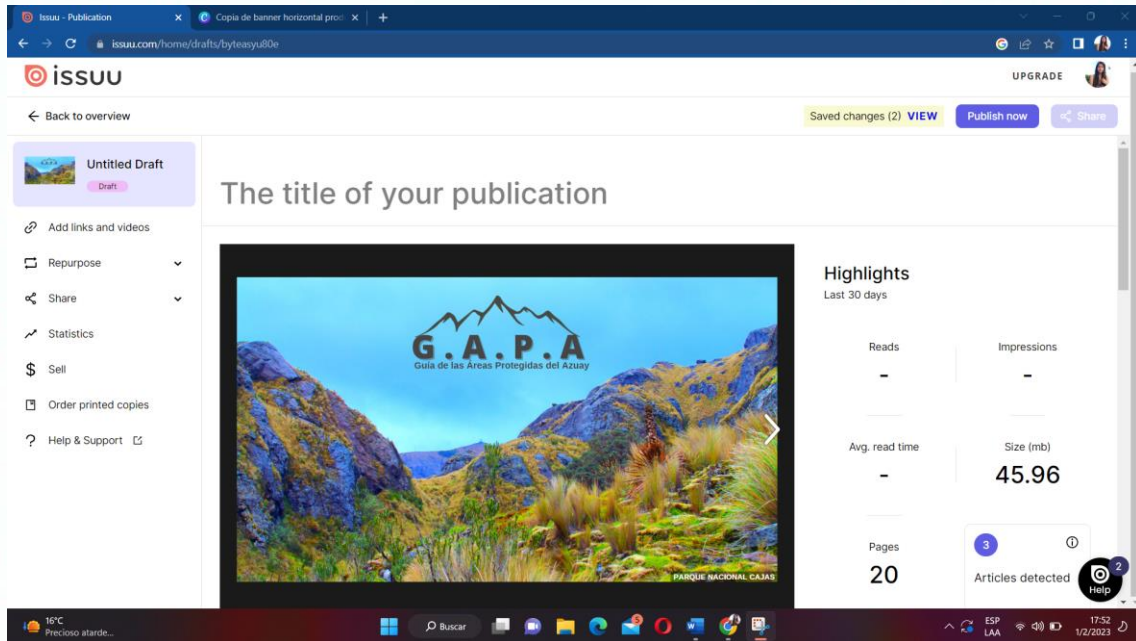 Issuu - Publication
Copia de banner horizontal prod
issuu.com/home/drafts/byteasyu80e
issuu
UPGRADE
Back to overview
Saved changes (2) VIEW
Publish now
Share
Untitled Draft
Draft
The title of your publication
Add links and videos
Repurpose
Share
Statistics
Sell
Order printed copies
Help & Support
G.A.P.A
Guía de las Áreas Protegidas del Azuay
PARQUE NACIONAL CAJAS
Highlights
Last 30 days
Reads
Impressions
-
-
Avg. read time
Size (mb)
-
45.96
Pages
20
3
Articles detected
2
Help
16°C
Precioso atarde...
Buscar
ESP
LAA
17:52
1/2/2023
2